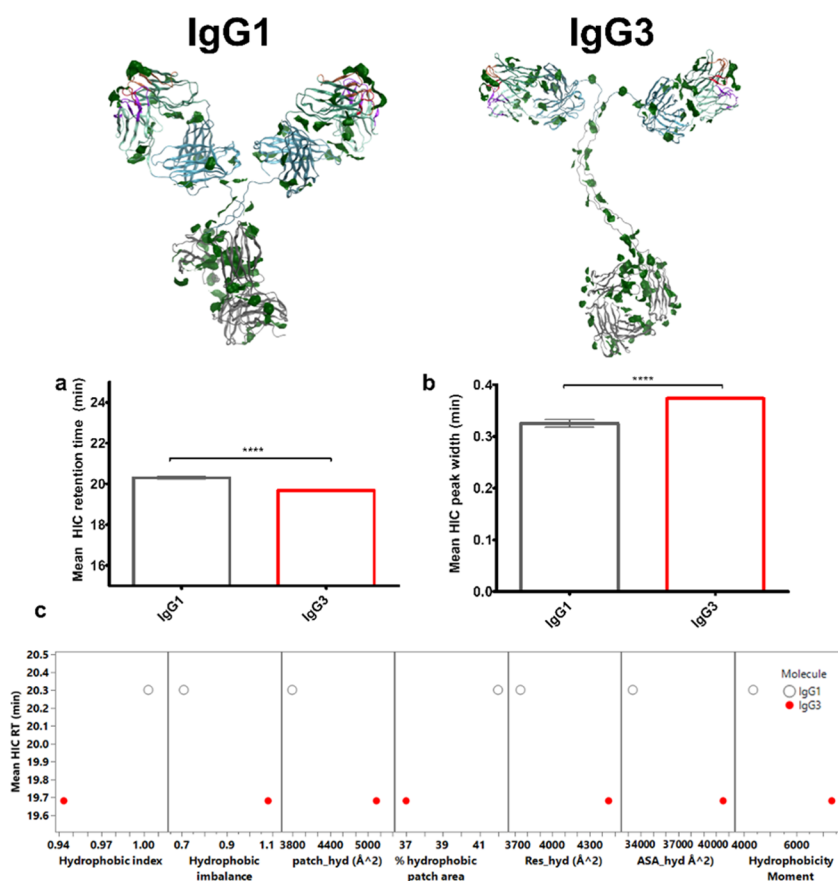 IgG1
IgG3
a
Mean HIC retention time (min)
24
22
20
18
16
****
IgG1
IgG3
b
Mean HIC peak width (min)
0.4
0.3
0.2
0.1
0.0
****
IgG1
IgG3
c
Mean HIC RT (min)
20.5
20.4
20.3
20.2
20.1
20.0
19.9
19.8
19.7
19.6
Molecule
IgG1
IgG3
0.94 0.97 1.00
0.7 0.9 1.1
3800 4400 5000
37 39 41
3700 4000 4300
34000 37000 40000
4000 6000
Hydrophobic index
Hydrophobic
imbalance
patch_hyd (Å^2)
% hydrophobic
patch area
Res_hyd (Å^2)
ASA_hyd Å^2)
Hydrophobicity
Moment